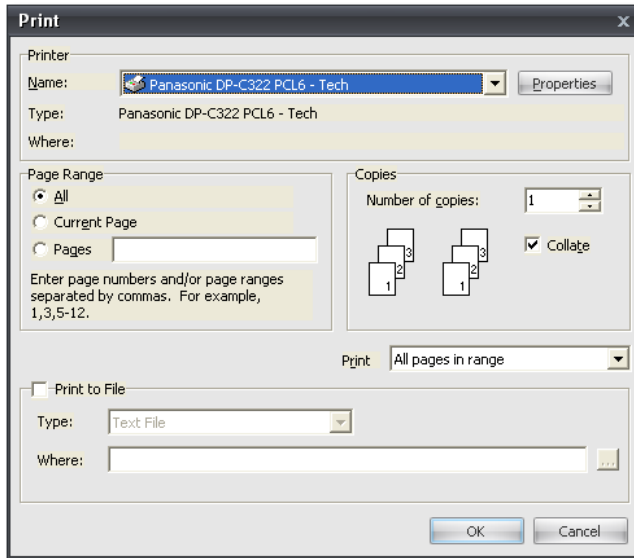 Print
Printer
Name: Panasonic DP-C322 PCL6 - Tech Properties
Type: Panasonic DP-C322 PCL6 - Tech
Where:
Page Range
All
Current Page
Pages
Enter page numbers and/or page ranges
separated by commas. For example,
1,3,5-12.
Copies
Number of copies: 1
1 2 3 1 2 3
Collate
Print All pages in range
Print to File
Type: Text File
Where: ...
OK Cancel